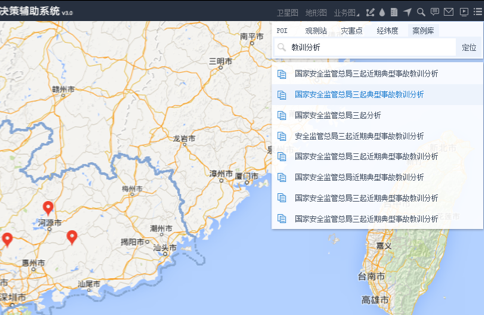 决策辅助系统 v3.0
卫星图 地形图 业务图
POI 观测站 灾害点 经纬度 案例库
教训分析 定位
国家安全监管总局三起近期典型事故教训分析
国家安全监管总局三起典型事故教训分析
国家安全监管总局三起分析
安全监管总局三起近期典型事故教训分析
国家安全监管总局三起近期典型事故教训分析
国家安全监管总局三起近期典型事故教训分析
国家安全监管总局三起近期典型事故教训分析
国家安全监管总局三起近期典型事故教训分析
南平市
三明市
赣州市
龙岩市
漳州市 厦门市
梅州市
河源市
潮州市
揭阳市
汕头市
惠州市
汕尾市
深圳市
嘉义
台南市
高雄市